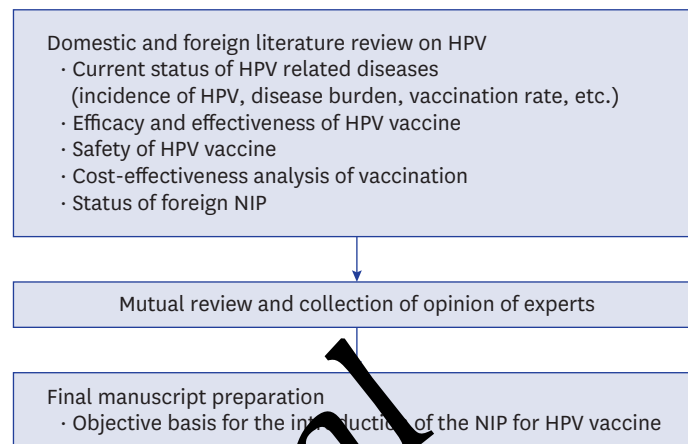 Domestic and foreign literature review on HPV
· Current status of HPV related diseases
(incidence of HPV, disease burden, vaccination rate, etc.)
· Efficacy and effectiveness of HPV vaccine
· Safety of HPV vaccine
· Cost-effectiveness analysis of vaccination
· Status of foreign NIP
Mutual review and collection of opinion of experts
Final manuscript preparation
· Objective basis for the of the NIP for HPV vaccine